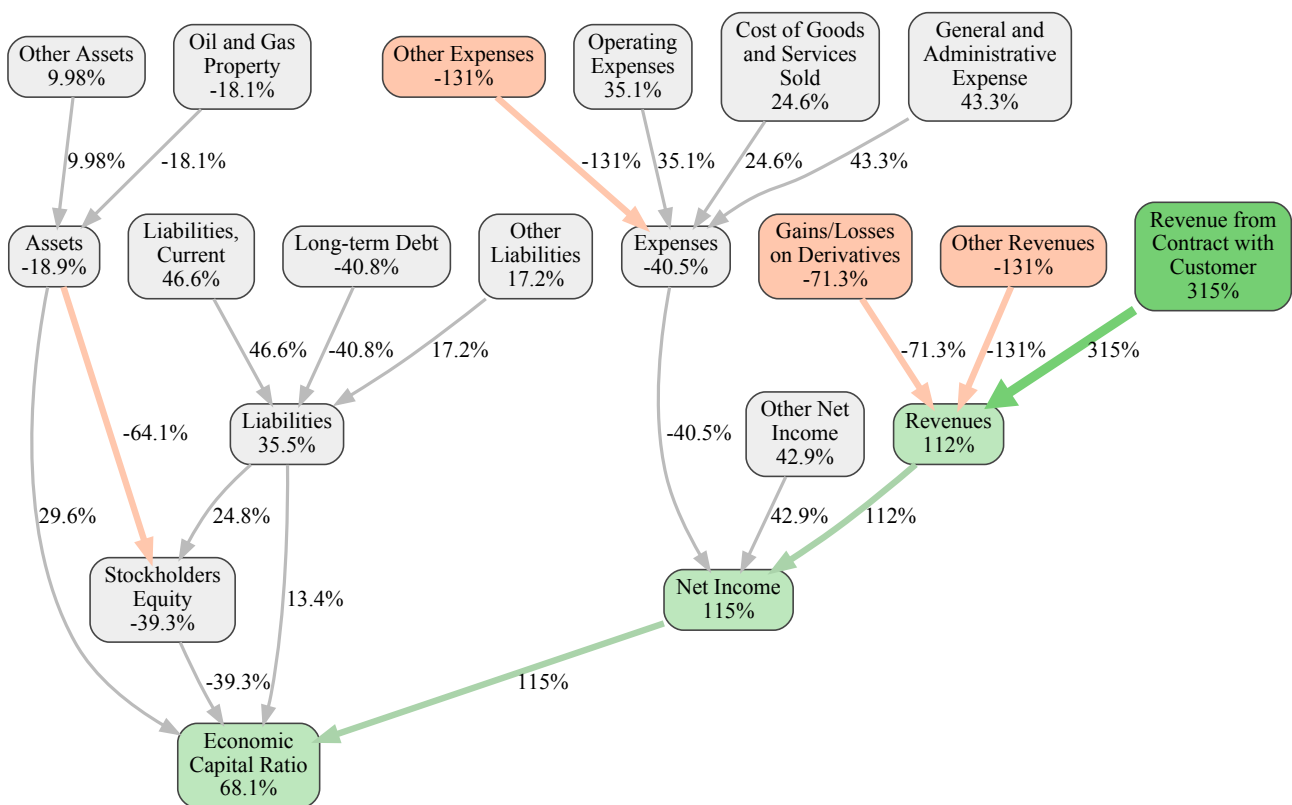 Other Assets
9.98%
Oil and Gas
Property
-18.1%
Other Expenses
-131%
Operating
Expenses
35.1%
Cost of Goods
and Services
Sold
24.6%
General and
Administrative
Expense
43.3%
9.98%
-18.1%
-131%
35.1%
24.6%
43.3%
Assets
-18.9%
Liabilities,
Current
46.6%
Long-term Debt
-40.8%
Other
Liabilities
17.2%
Expenses
-40.5%
Gains/Losses
on Derivatives
-71.3%
Other Revenues
-131%
Revenue from
Contract with
Customer
315%
46.6%
-40.8%
17.2%
-71.3%
-131%
315%
-64.1%
Liabilities
35.5%
-40.5%
Other Net
Income
42.9%
Revenues
112%
29.6%
24.8%
42.9%
112%
Stockholders
Equity
-39.3%
13.4%
Net Income
115%
-39.3%
115%
Economic
Capital Ratio
68.1%